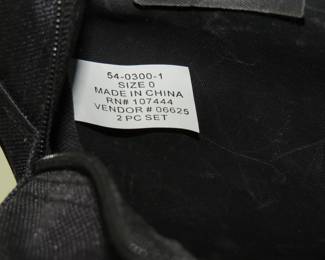 54-0300-1
SIZE 0
MADE IN CHINA
RN# 107444
VENDOR # 06625
2 PC SET